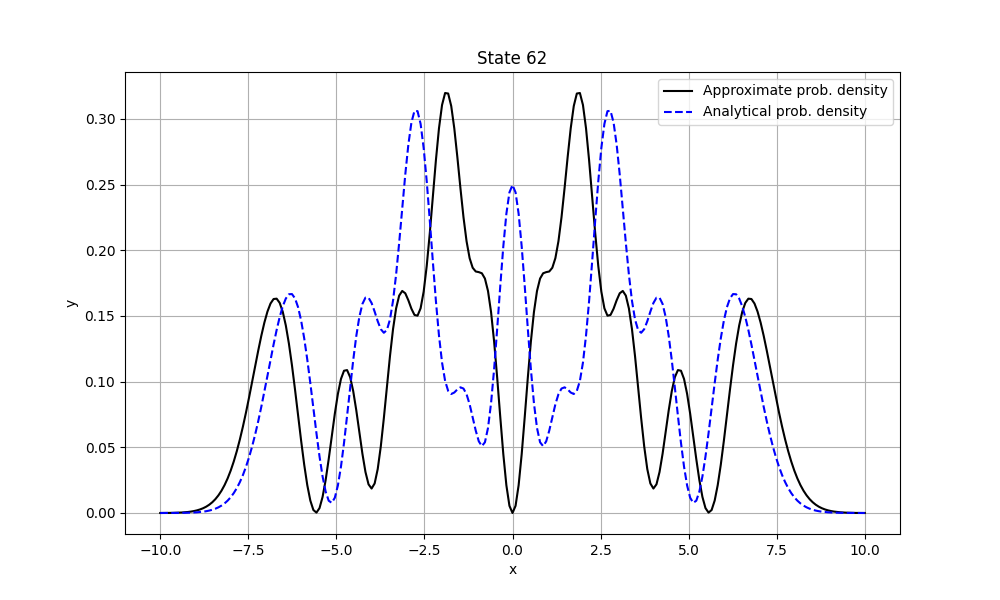 State 62
Approximate prob. density
Analytical prob. density
y
0.30
0.25
0.20
0.15
0.10
0.05
0.00
−10.0 −7.5 −5.0 −2.5 0.0 2.5 5.0 7.5 10.0
x